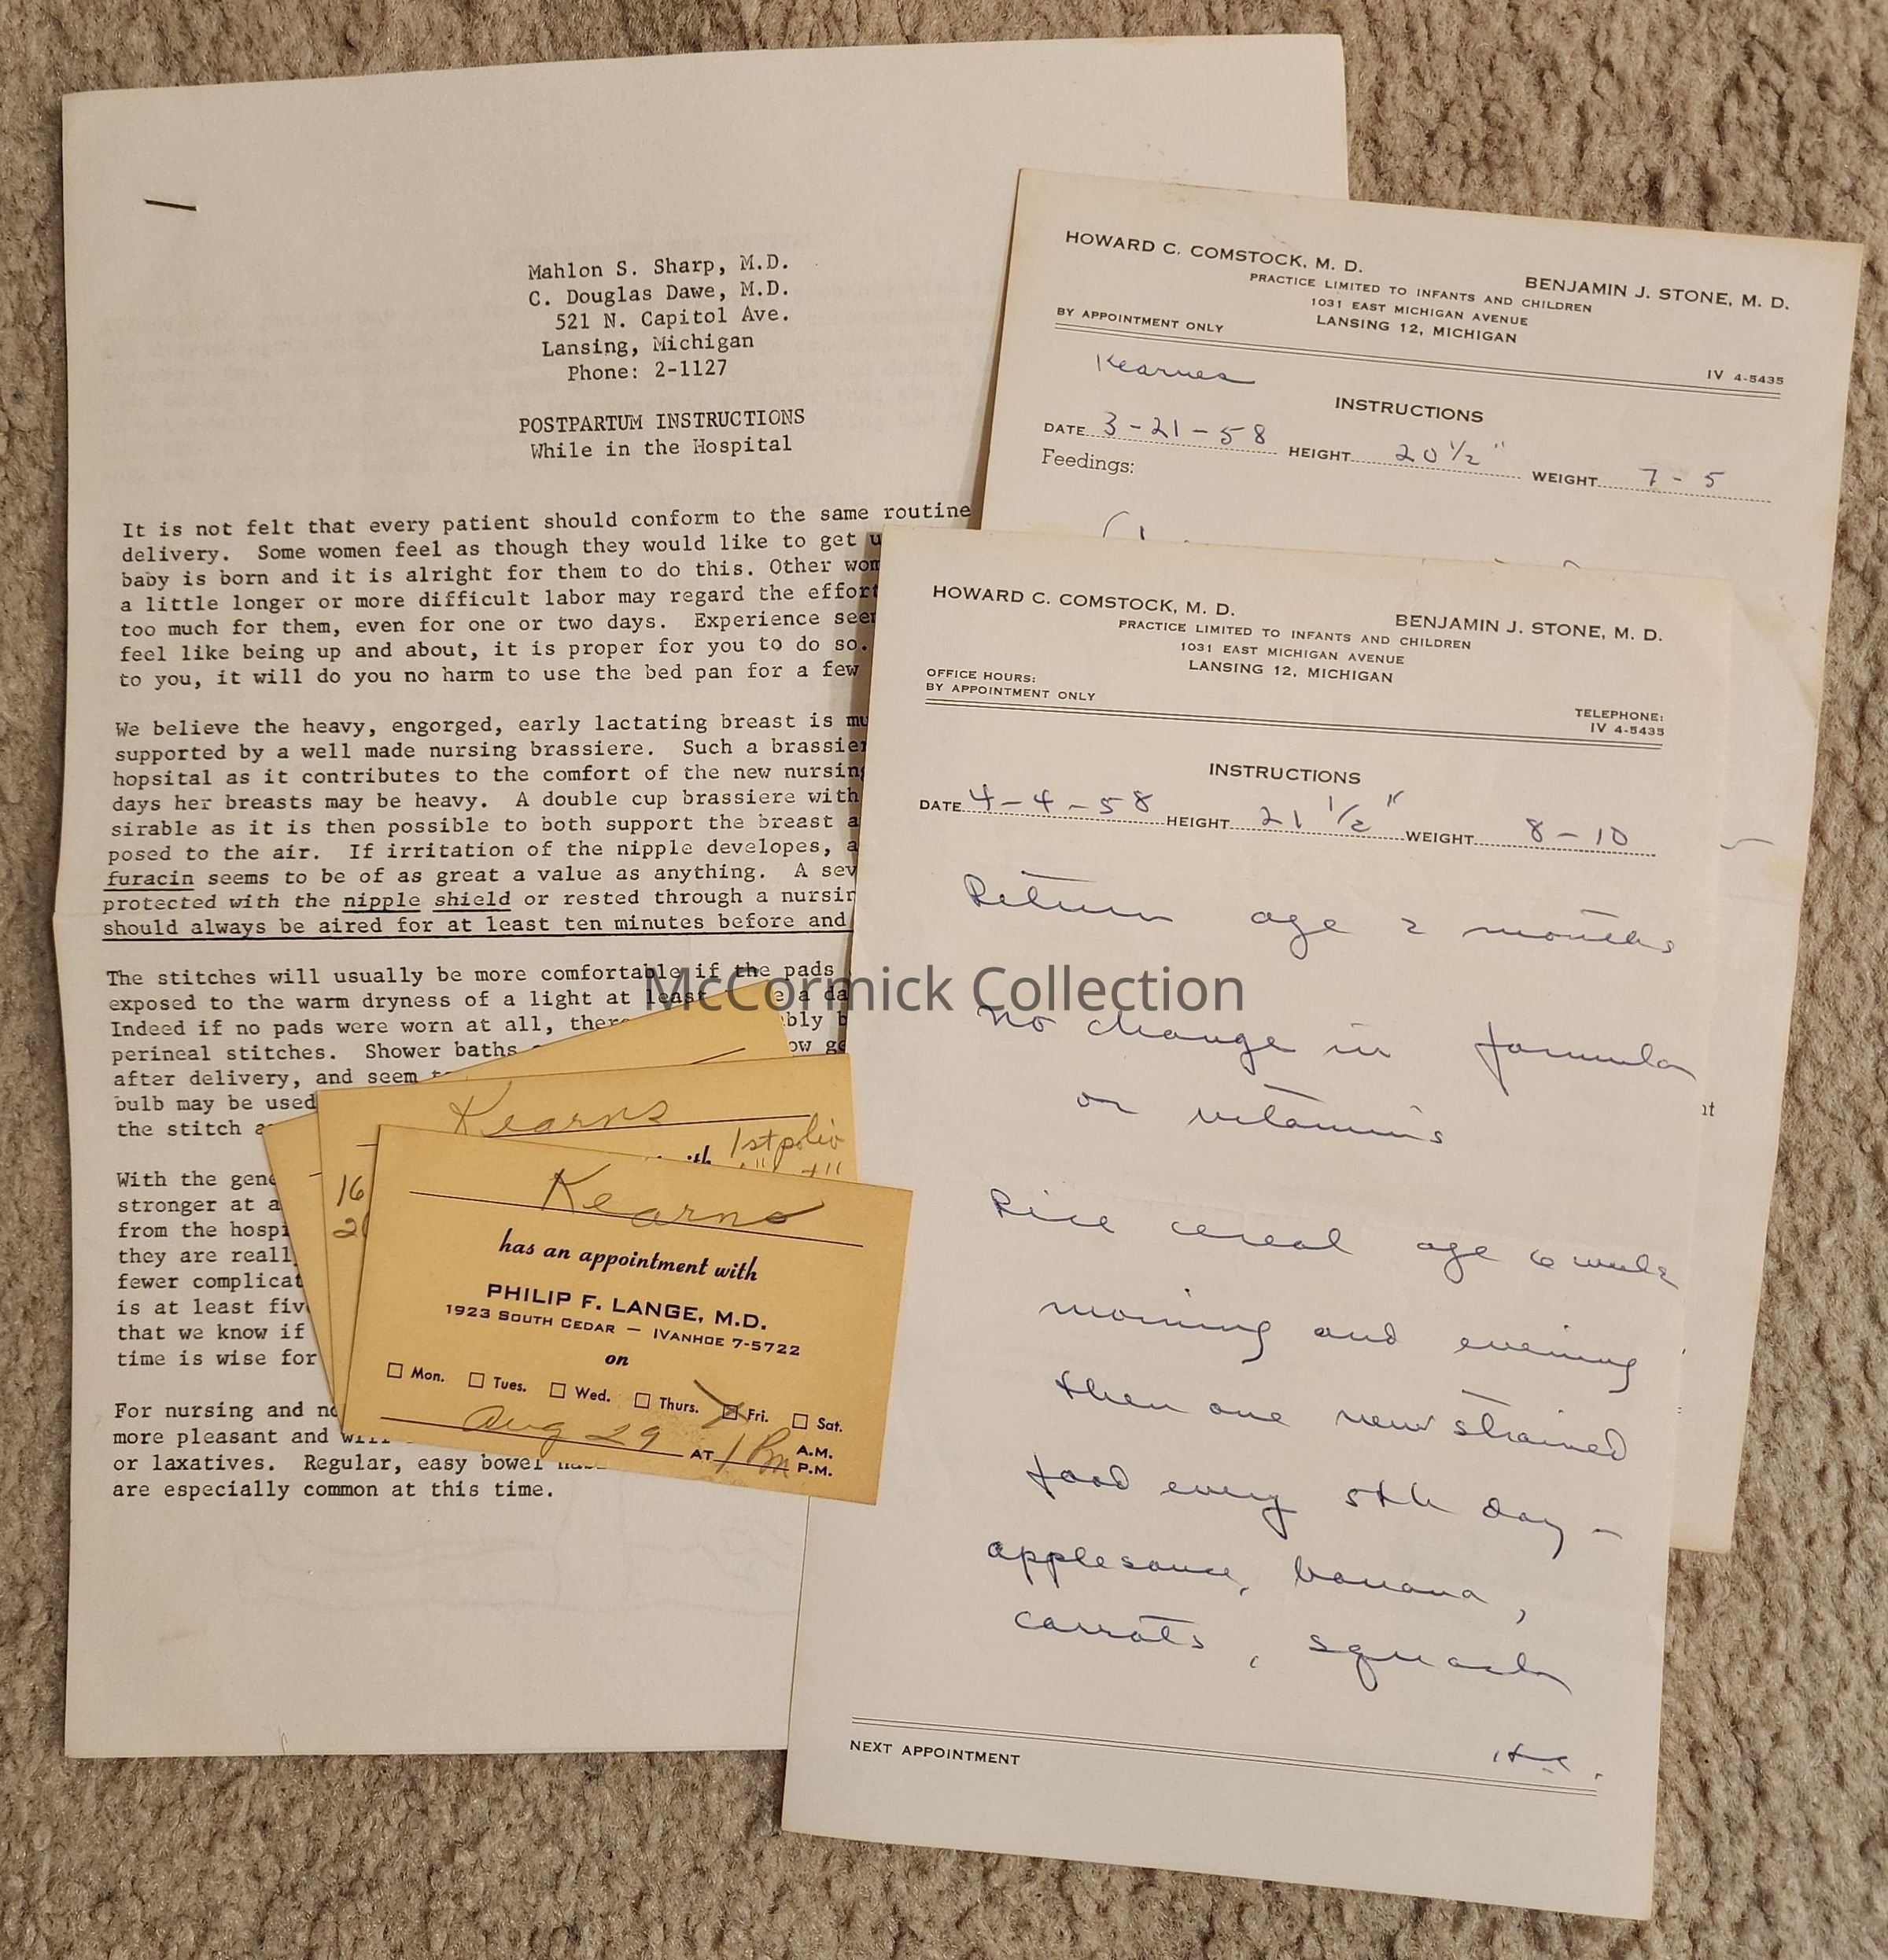 Mahlon S. Sharp, M.D.
C. Douglas Dawe, M.D.
521 N. Capitol Ave.
Lansing, Michigan
Phone: 2-1127
POSTPARTUM INSTRUCTIONS
While in the Hospital
It is not felt that every patient should conform to the same routine
delivery. Some women feel as though they would like to get
baby is born and it is alright for them to do this. Other
a little longer or more difficult labor may regard the
too much for them, even for one or two days. Experience
feel like being up and about, it is proper for you to do so.
to you, it will do you no harm to use the bed pan for a few
We believe the heavy, engorged, early lactating breast is
supported by a well made nursing brassiere. Such a
hopsital as it contributes to the comfort of the new
days her breasts may be heavy. A double cup brassiere with
sirable as it is then possible to both support the breast
posed to the air. If irritation of the nipple developes,
furacin seems to be of as great a value as anything. A
protected with the nipple shield or rested through a
should always be aired for at least ten minutes before and
The stitches will usually be more comfortable if the pads
exposed to the warm dryness of a light at least
Indeed if no pads were worn at all,
perineal stitches. Shower baths
after delivery, and seem
bulb may be used
the stitch
With the
stronger at
from the
they are
fewer
is at least
that we know if
time is wise for
For nursing and
more pleasant and
or laxatives. Regular, easy bowel
are especially common at this time.
HOWARD C. COMSTOCK, M. D.
BENJAMIN J. STONE, M. D.
PRACTICE LIMITED TO INFANTS AND CHILDREN
1031 EAST MICHIGAN AVENUE
LANSING 12, MICHIGAN
BY APPOINTMENT ONLY
IV 4-5435
Kearnes
INSTRUCTIONS
DATE 3-21-58 HEIGHT 20 1/2" WEIGHT 7-5
Feedings:
HOWARD C. COMSTOCK, M. D.
BENJAMIN J. STONE, M. D.
PRACTICE LIMITED TO INFANTS AND CHILDREN
1031 EAST MICHIGAN AVENUE
LANSING 12, MICHIGAN
OFFICE HOURS:
BY APPOINTMENT ONLY
TELEPHONE:
IV 4-5435
INSTRUCTIONS
DATE 4-4-58 HEIGHT 21 1/2" WEIGHT 8-10
Return age 2 months
No change in formula
or vitamins
Rice cereal age 6 weeks
morning and evening
then one new strained
food every 5th day -
applesauce, banana,
carrots, squash
NEXT APPOINTMENT
Kearns
1st polio
16
Kearns
has an appointment with
PHILIP F. LANGE, M.D.
1923 SOUTH CEDAR — IVANHOE 7-5722
on
Mon. Tues. Wed. Thurs. Fri. Sat.
Aug 29 AT 1 Pm A.M.
P.M.
McCormick Collection